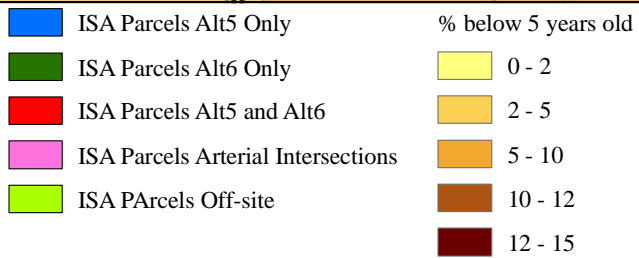 ISA Parcels Alt5 Only
ISA Parcels Alt6 Only
ISA Parcels Alt5 and Alt6
ISA Parcels Arterial Intersections
ISA PArcels Off-site
% below 5 years old
0 - 2
2 - 5
5 - 10
10 - 12
12 - 15